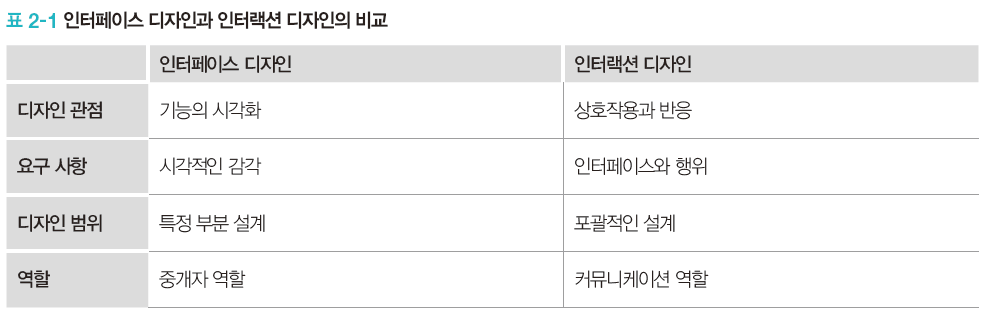 표 2-1 인터페이스 디자인과 인터랙션 디자인의 비교
인터페이스 디자인 인터랙션 디자인
디자인 관점 기능의 시각화 상호작용과 반응
요구 사항 시각적인 감각 인터페이스와 행위
디자인 범위 특정 부분 설계 포괄적인 설계
역할 중개자 역할 커뮤니케이션 역할